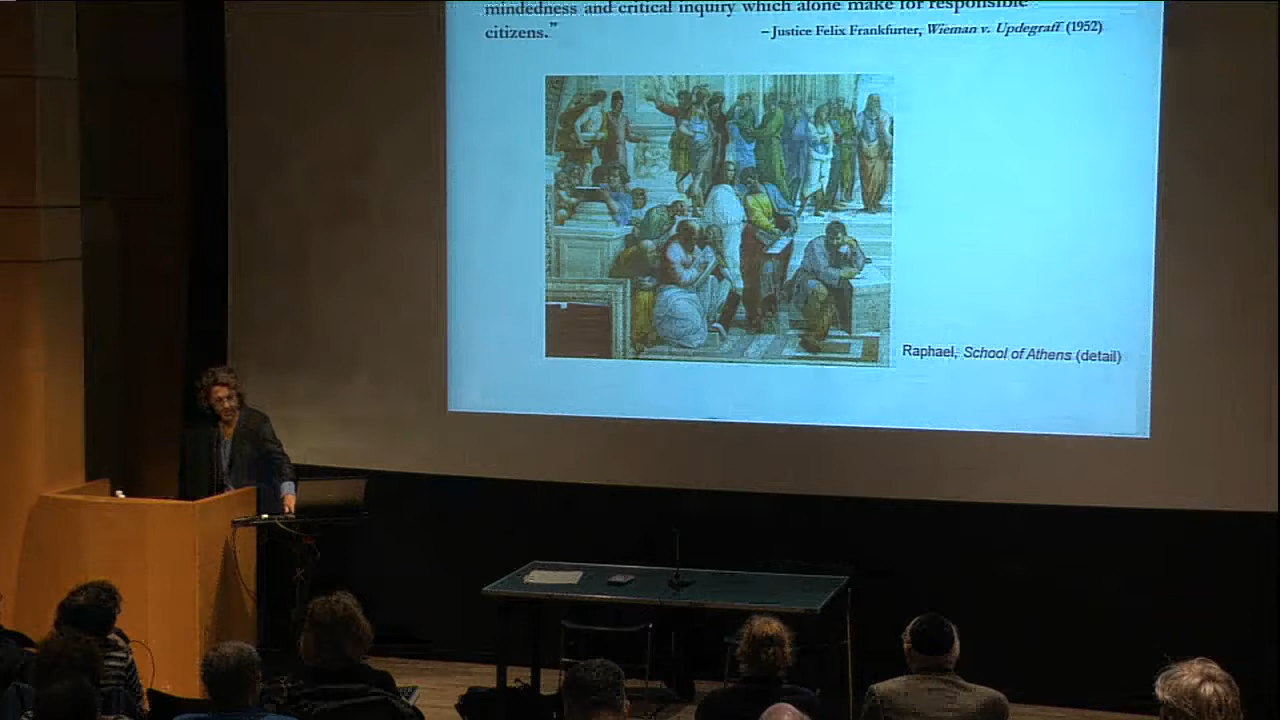 mindedness and critical inquiry which alone make for responsible
citizens.”
– Justice Felix Frankfurter, Wieman v. Updegraff (1952)
Raphael, School of Athens (detail)